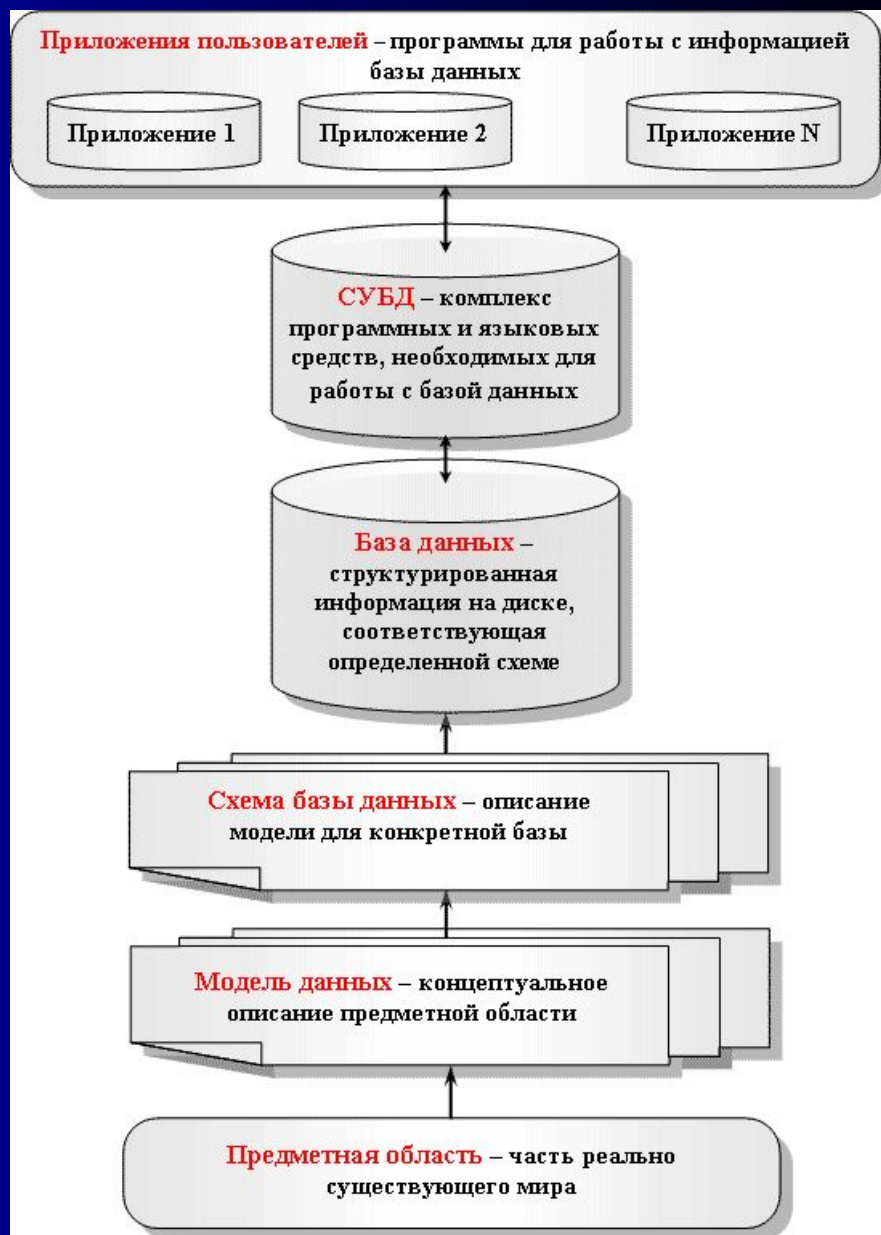 Приложения пользователей – программы для работы с информацией
базы данных
Приложение 1
Приложение 2
Приложение N
СУБД – комплекс
программных и языковых
средств, необходимых для
работы с базой данных
База данных –
структурированная
информация на диске,
соответствующая
определенной схеме
Схема базы данных – описание
модели для конкретной базы
Модель данных – концептуальное
описание предметной области
Предметная область – часть реально
существующего мира